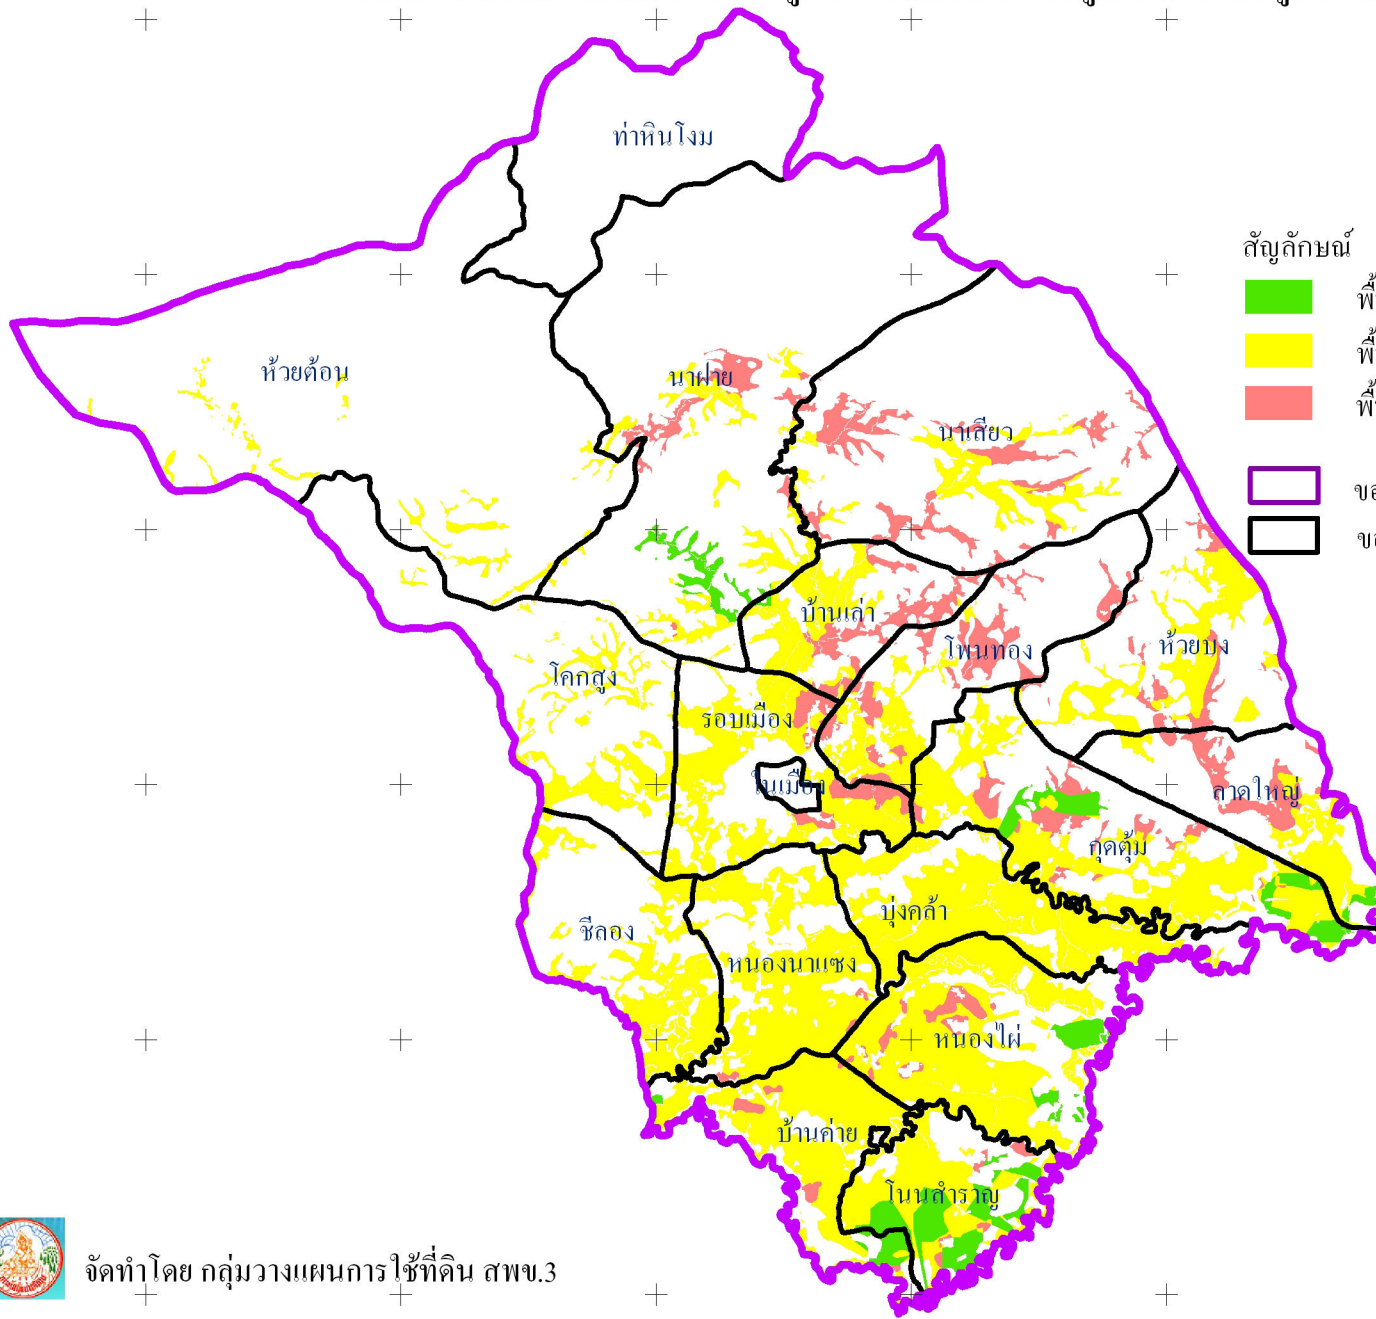 ท่าหินโงม
สัญลักษณ์
ห้วยต้อน
นาฝาย
นาเสียว
บ้านเล่า
โพนทอง
ห้วยบง
โคกสูง
รอบเมือง
ในเมือง
ลาดใหญ่
กุดตุ้ม
บุ่งคล้า
ชีลอง
หนองนาแซง
หนองไผ่
บ้านค่าย
โนนสำราญ
จัดทำโดย กลุ่มวางแผนการใช้ที่ดิน สพข.3